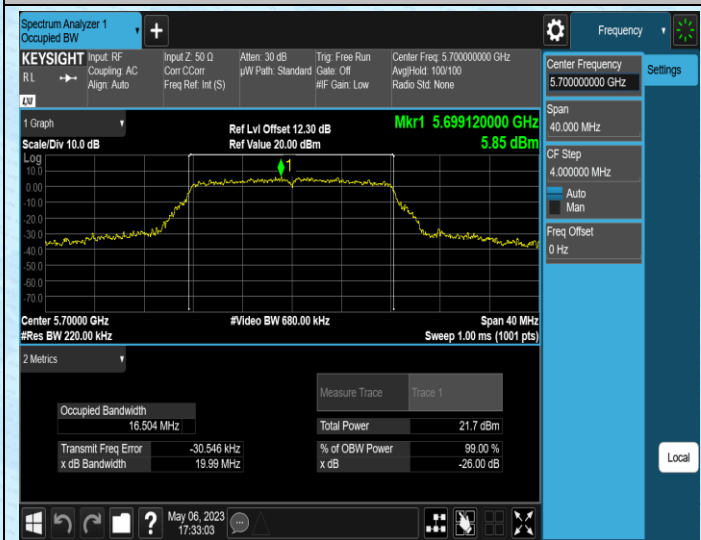 Spectrum Analyzer 1
Occupied BW
+
Frequency
KEYSIGHT
RL
LXI
Input: RF
Coupling: AC
Align: Auto
Input Z: 50 Ω
Corr CCorr
Freq Ref: Int (S)
Atten: 30 dB
µW Path: Standard
Trig: Free Run
Gate: Off
#IF Gain: Low
Center Freq: 5.700000000 GHz
Avg|Hold: 100/100
Radio Std: None
Center Frequency
5.700000000 GHz
Settings
Span
40.000 MHz
CF Step
4.000000 MHz
Auto
Man
Freq Offset
0 Hz
1 Graph
Scale/Div 10.0 dB
Ref Lvl Offset 12.30 dB
Ref Value 20.00 dBm
Mkr1 5.699120000 GHz
5.85 dBm
Log
10.0
0.00
-10.0
-20.0
-30.0
-40.0
-50.0
-60.0
-70.0
1
Center 5.70000 GHz
#Res BW 220.00 kHz
#Video BW 680.00 kHz
Span 40 MHz
Sweep 1.00 ms (1001 pts)
2 Metrics
Measure Trace
Trace 1
Occupied Bandwidth
16.504 MHz
Total Power
21.7 dBm
Transmit Freq Error
-30.546 kHz
% of OBW Power
99.00 %
x dB Bandwidth
19.99 MHz
x dB
-26.00 dB
Local
?
May 06, 2023
17:33:03